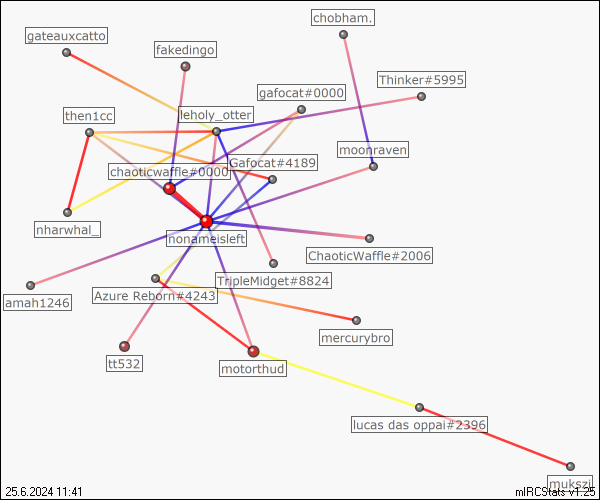 chobham.
gateauxcatto
fakedingo
Thinker#5995
gafocat#0000
then1cc
leholy_otter
moonraven
Gafocat#4189
chaoticwaffle#0000
nharwhal_
nonameisleft
ChaoticWaffle#2006
TripleMidget#8824
Azure Reborn#4243
amah1246
mercurybro
tt532
motorthud
lucas das oppai#2396
mukszi
25.6.2024 11:41
mIRCStats v1.25